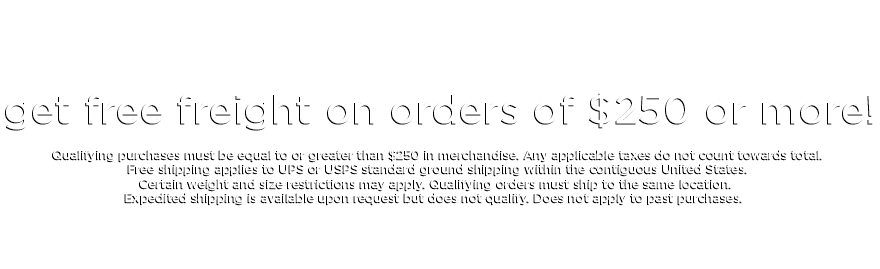 get free freight on orders of $250 or more!
Qualifying purchases must be equal to or greater than $250 in merchandise. Any applicable taxes do not count towards total.
Free shipping applies to UPS or USPS standard ground shipping within the contiguous United States.
Certain weight and size restrictions may apply. Qualifying orders must ship to the same location.
Expedited shipping is available upon request but does not qualify. Does not apply to past purchases.